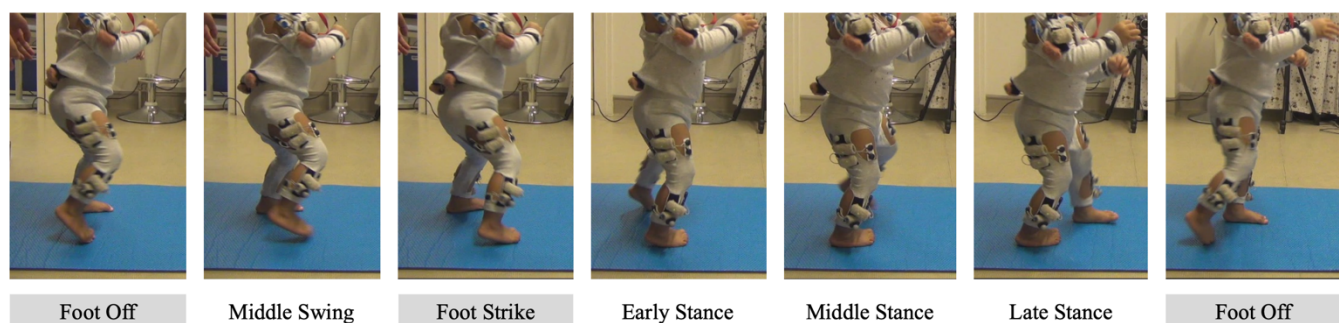 Foot Off
Middle Swing
Foot Strike
Early Stance
Middle Stance
Late Stance
Foot Off